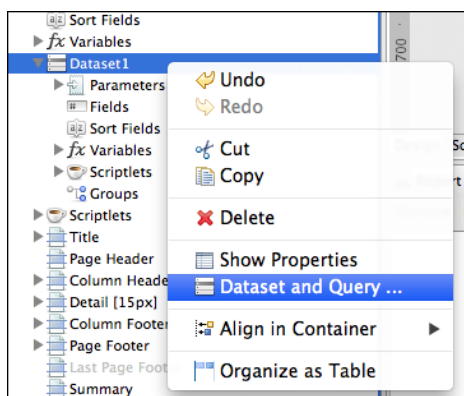 Sort Fields
fx Variables
Dataset1
Parameters
Fields
Sort Fields
fx Variables
Scriptlets
Groups
Scriptlets
Title
Page Header
Column Heade
Detail [15px]
Column Footer
Page Footer
Last Page Foot
Summary
Undo
Redo
Cut
Copy
Delete
Show Properties
Dataset and Query ...
Align in Container
Organize as Table
700